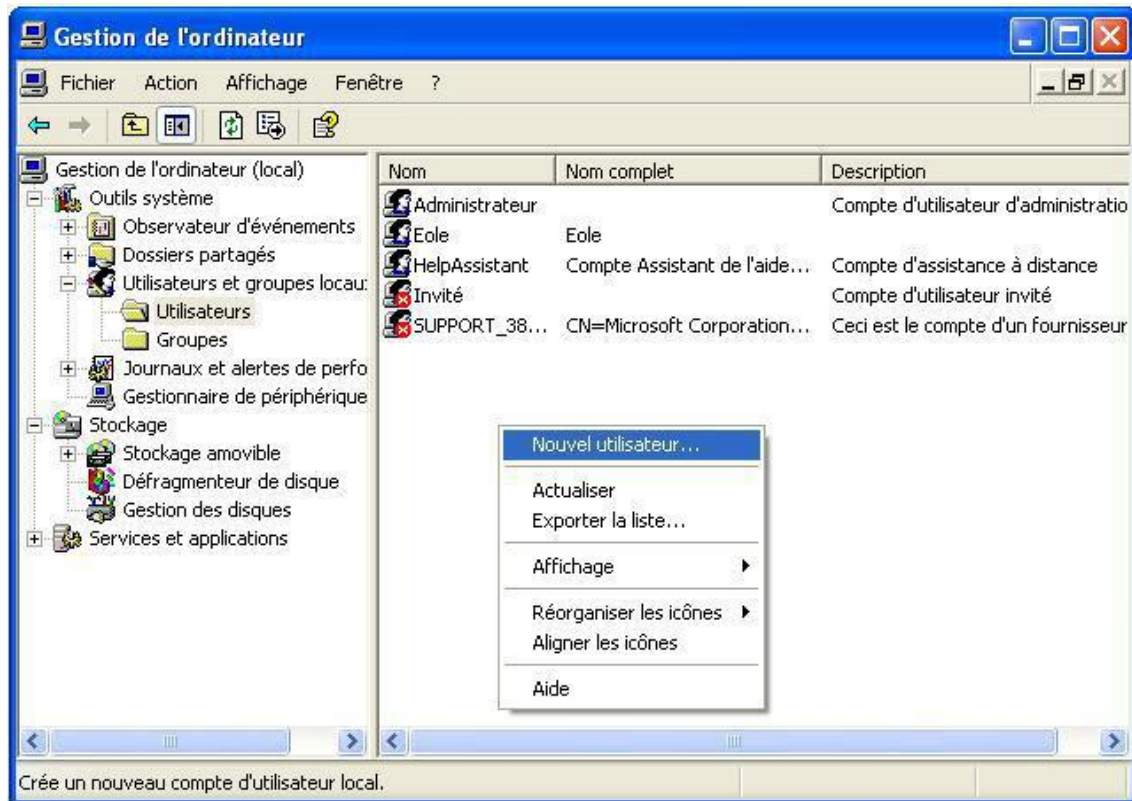 Gestion de l'ordinateur
Fichier Action Affichage Fenêtre ?
Gestion de l'ordinateur (local)
Outils système
Observateur d'événements
Dossiers partagés
Utilisateurs et groupes locau
Utilisateurs
Groupes
Journaux et alertes de perfo
Gestionnaire de périphérique
Stockage
Stockage amovible
Défragmenteur de disque
Gestion des disques
Services et applications
Nom Nom complet Description
Administrateur Compte d'utilisateur d'administratio
Eole Eole
HelpAssistant Compte Assistant de l'aide... Compte d'assistance à distance
Invité Compte d'utilisateur invité
SUPPORT_38... CN=Microsoft Corporation... Ceci est le compte d'un fournisseur
Nouvel utilisateur...
Actualiser
Exporter la liste...
Affichage
Réorganiser les icônes
Aligner les icônes
Aide
Crée un nouveau compte d'utilisateur local.